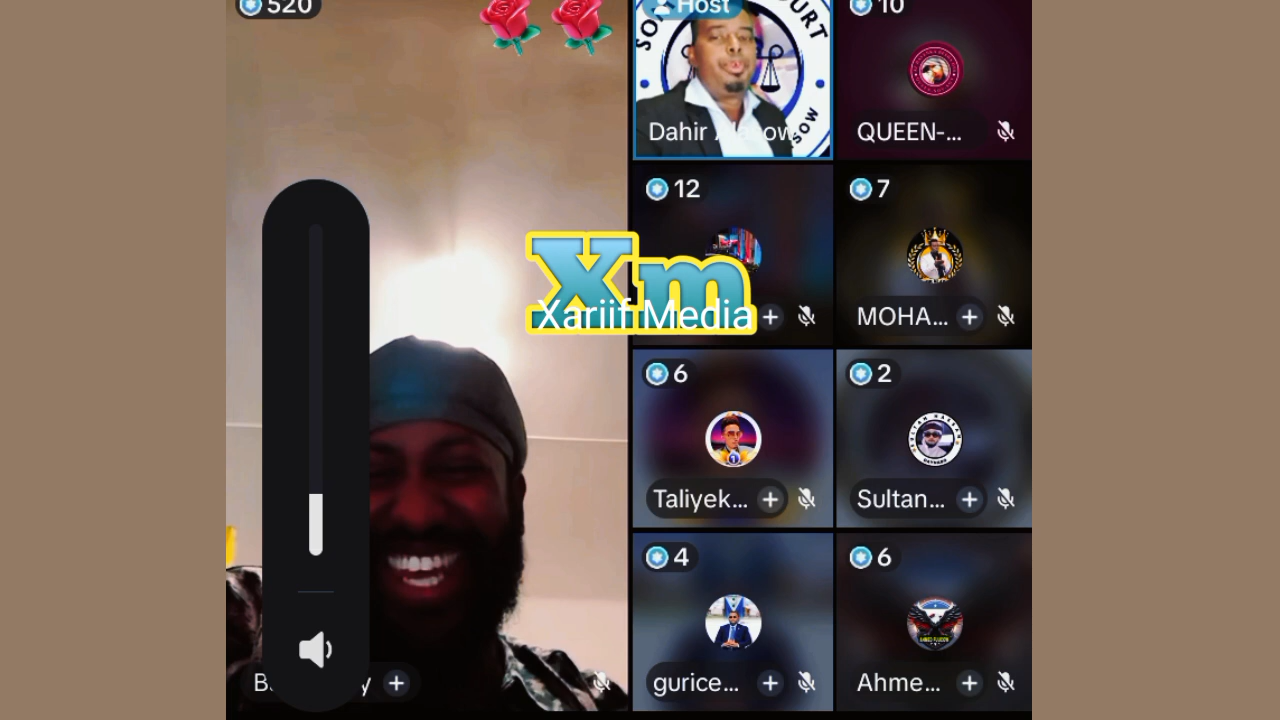 520
Host
10
Dahir
QUEEN-...
12
7
Xm
Xariif Media
MOHA...
6
2
Taliyek...
Sultan...
4
6
gurice...
Ahme...